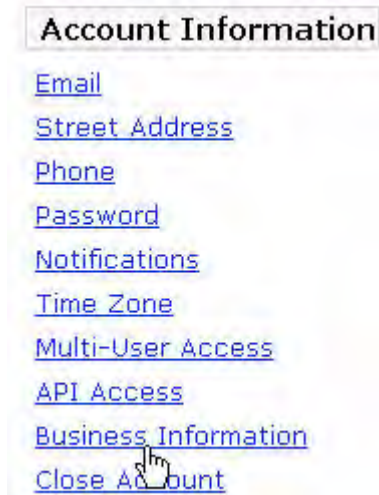 Account Information
Email
Street Address
Phone
Password
Notifications
Time Zone
Multi-User Access
API Access
Business Information
Close Account